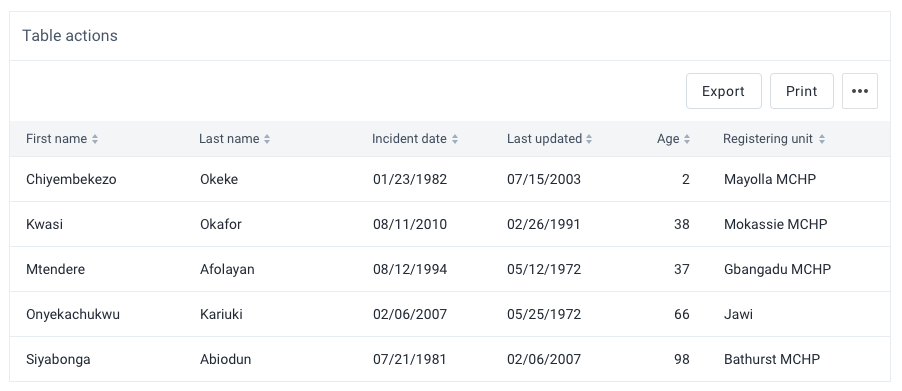 Table actions
Export Print •••
First name Last name Incident date Last updated Age Registering unit
Chiyembekezo Okeke 01/23/1982 07/15/2003 2 Mayolla MCHP
Kwasi Okafor 08/11/2010 02/26/1991 38 Mokassie MCHP
Mtendere Afolayan 08/12/1994 05/12/1972 37 Gbangadu MCHP
Onyekachukwu Kariuki 02/06/2007 05/25/1972 66 Jawi
Siyabonga Abiodun 07/21/1981 02/06/2007 98 Bathurst MCHP